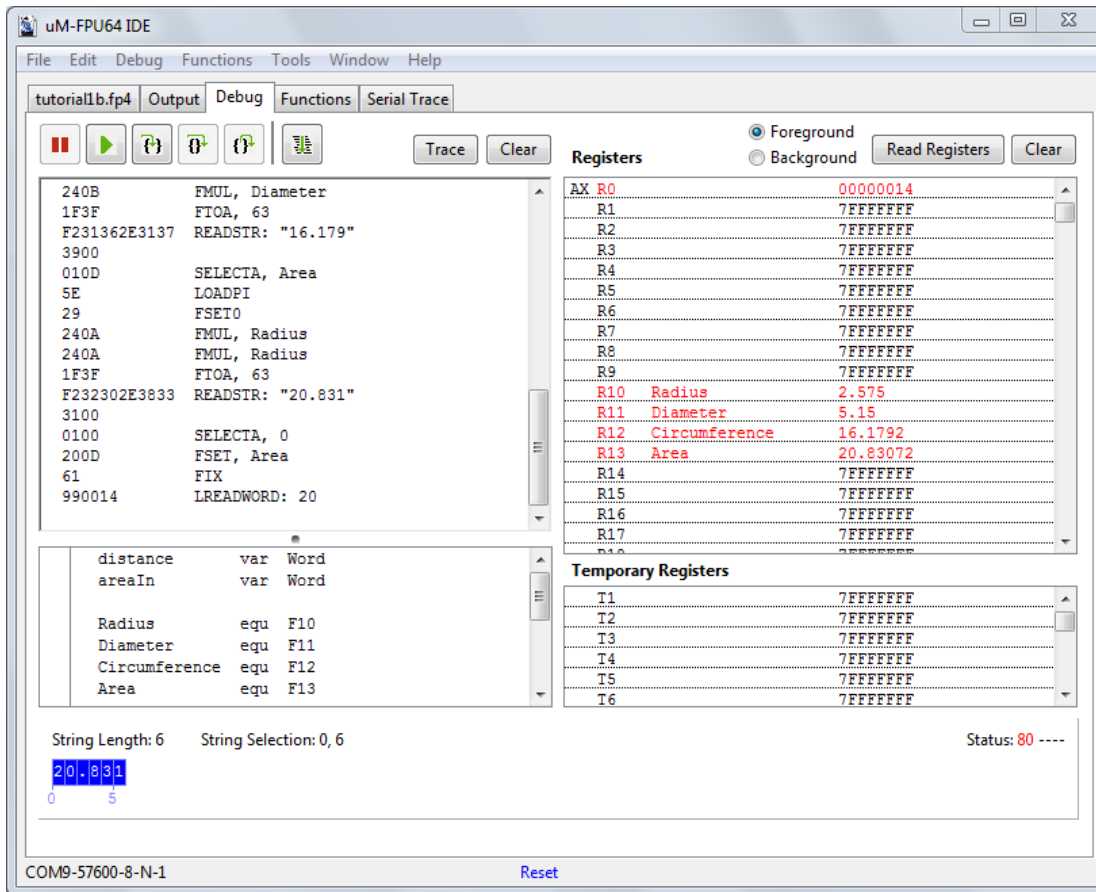 uM-FPU64 IDE
File Edit Debug Functions Tools Window Help
tutorial1b.fp4 Output Debug Functions Serial Trace
Trace Clear
240B FMUL, Diameter
1F3F FTOA, 63
F231362E3137 READSTR: "16.179"
3900
010D SELECTA, Area
5E LOADPI
29 FSET0
240A FMUL, Radius
240A FMUL, Radius
1F3F FTOA, 63
F232302E3833 READSTR: "20.831"
3100
0100 SELECTA, 0
200D FSET, Area
61 FIX
990014 LREADWORD: 20
distance var Word
areaIn var Word
Radius equ F10
Diameter equ F11
Circumference equ F12
Area equ F13
Registers
Foreground
Background
Read Registers Clear
AX R0 00000014
R1 7FFFFFFF
R2 7FFFFFFF
R3 7FFFFFFF
R4 7FFFFFFF
R5 7FFFFFFF
R6 7FFFFFFF
R7 7FFFFFFF
R8 7FFFFFFF
R9 7FFFFFFF
R10 Radius 2.575
R11 Diameter 5.15
R12 Circumference 16.1792
R13 Area 20.83072
R14 7FFFFFFF
R15 7FFFFFFF
R16 7FFFFFFF
R17 7FFFFFFF
Temporary Registers
T1 7FFFFFFF
T2 7FFFFFFF
T3 7FFFFFFF
T4 7FFFFFFF
T5 7FFFFFFF
T6 7FFFFFFF
String Length: 6 String Selection: 0, 6 Status: 80 ----
20.831
0 5
COM9-57600-8-N-1 Reset